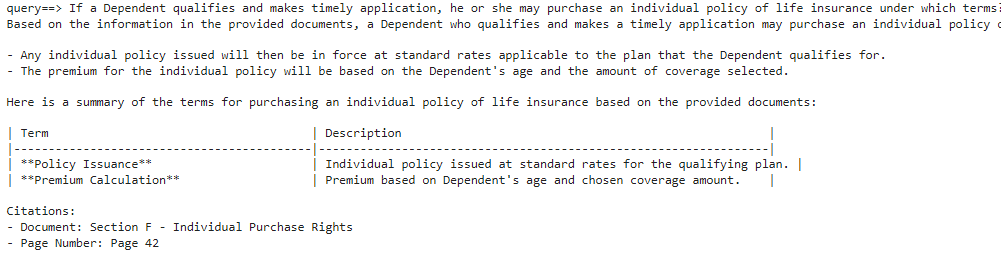 query==> If a Dependent qualifies and makes timely application, he or she may purchase an individual policy of life insurance under which terms
Based on the information in the provided documents, a Dependent who qualifies and makes a timely application may purchase an individual policy
- Any individual policy issued will then be in force at standard rates applicable to the plan that the Dependent qualifies for.
- The premium for the individual policy will be based on the Dependent's age and the amount of coverage selected.
Here is a summary of the terms for purchasing an individual policy of life insurance based on the provided documents:
| Term | Description |
|----------------------------------------|---------------------------------------------------------------|
| **Policy Issuance** | Individual policy issued at standard rates for the qualifying plan. |
| **Premium Calculation** | Premium based on Dependent's age and chosen coverage amount. |
Citations:
- Document: Section F - Individual Purchase Rights
- Page Number: Page 42